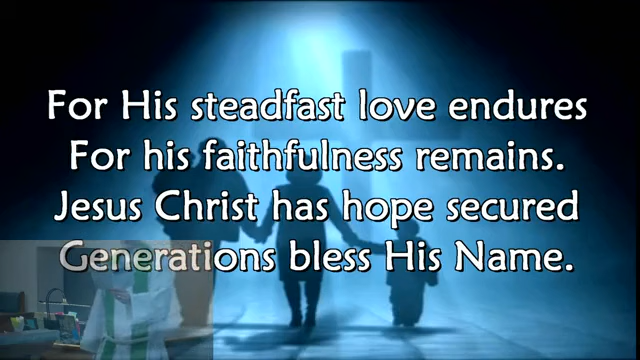 For His steadfast love endures
For his faithfulness remains.
Jesus Christ has hope secured
Generations bless His Name.